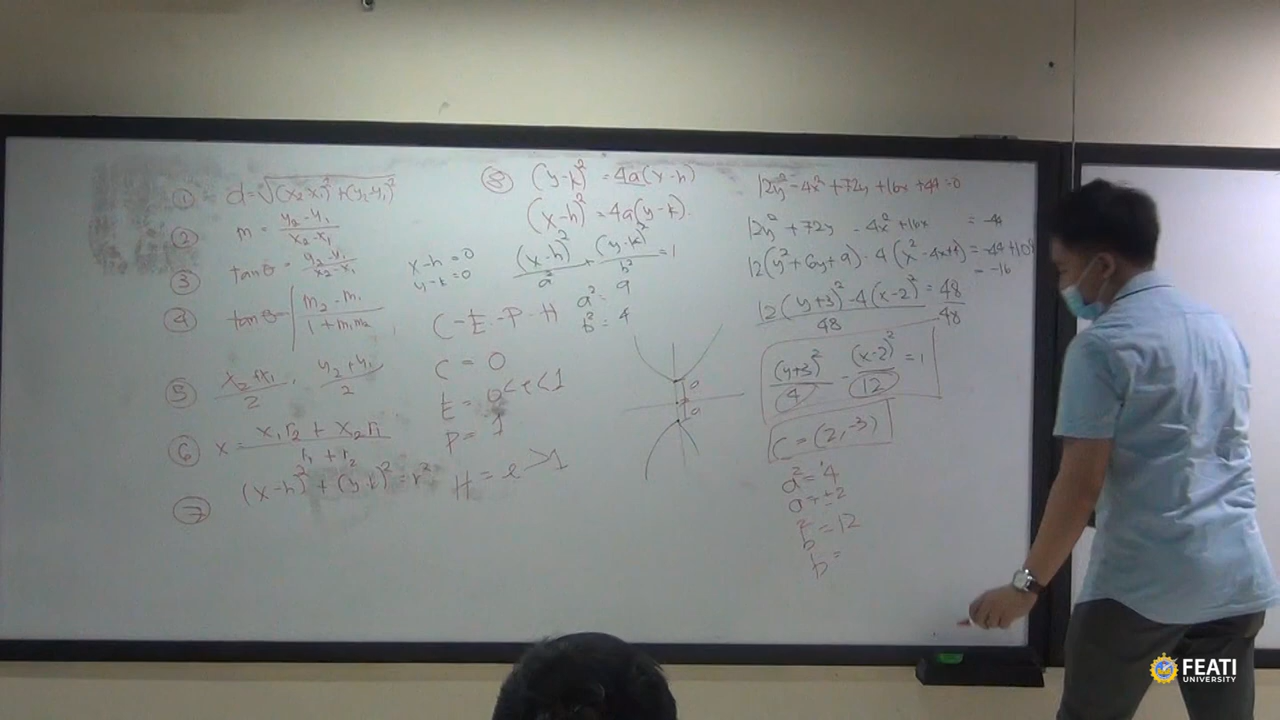 ① d=√(x₂-x₁)²+(y₂-y₁)²
② m = y₂-y₁ / x₂-x₁
③ tanθ = y₂-y₁ / x₂-x₁
④ tanθ = | m₂-m₁ / 1+m₁m₂
⑤ x₂+x₁ / 2 , y₂+y₁ / 2
⑥ x = x₁r₂ + x₂r₁ / r₁ + r₂
⑦ (x-h)² + (y-k)² = r²
⑧ (y-k)² = 4a(x-h)
(x-h)² = 4a(y-k)
x-h = 0
y-k = 0
(x-h)² / a² + (y-k)² / b² = 1
a² = 9
b² = 4
C - E - P - H
C = 0
E = 0<e<1
P = 1
H = e >1
a
a
12y²-4x²+72y+16x+44=0
12y²+72y - 4x²+16x = -44
12(y²+6y+9) - 4(x²-4x+4) = -44+108
= -16
12(y+3)²-4(x-2)² / 48 = 48 / 48
(y+3)² / 4 - (x-2)² / 12 = 1
C = (2,-3)
a² = 4
a = ±2
b² = 12
b =
FEATI
UNIVERSITY